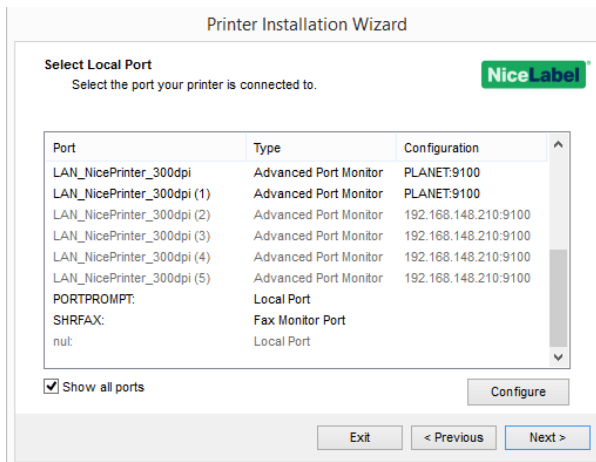 Printer Installation Wizard
Select Local Port
Select the port your printer is connected to.
NiceLabel
Port Type Configuration
LAN_NicePrinter_300dpi Advanced Port Monitor PLANET:9100
LAN_NicePrinter_300dpi (1) Advanced Port Monitor PLANET:9100
LAN_NicePrinter_300dpi (2) Advanced Port Monitor 192.168.148.210:9100
LAN_NicePrinter_300dpi (3) Advanced Port Monitor 192.168.148.210:9100
LAN_NicePrinter_300dpi (4) Advanced Port Monitor 192.168.148.210:9100
LAN_NicePrinter_300dpi (5) Advanced Port Monitor 192.168.148.210:9100
PORTPROMPT: Local Port
SHRFAX: Fax Monitor Port
nul: Local Port
Show all ports
Configure
Exit < Previous Next >